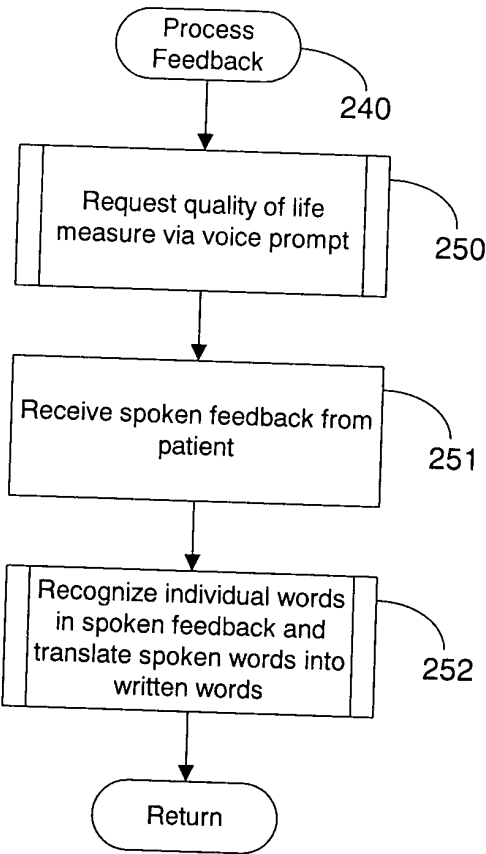 Process
Feedback
240
Request quality of life
measure via voice prompt
250
Receive spoken feedback from
patient
251
Recognize individual words
in spoken feedback and
translate spoken words into
written words
252
Return